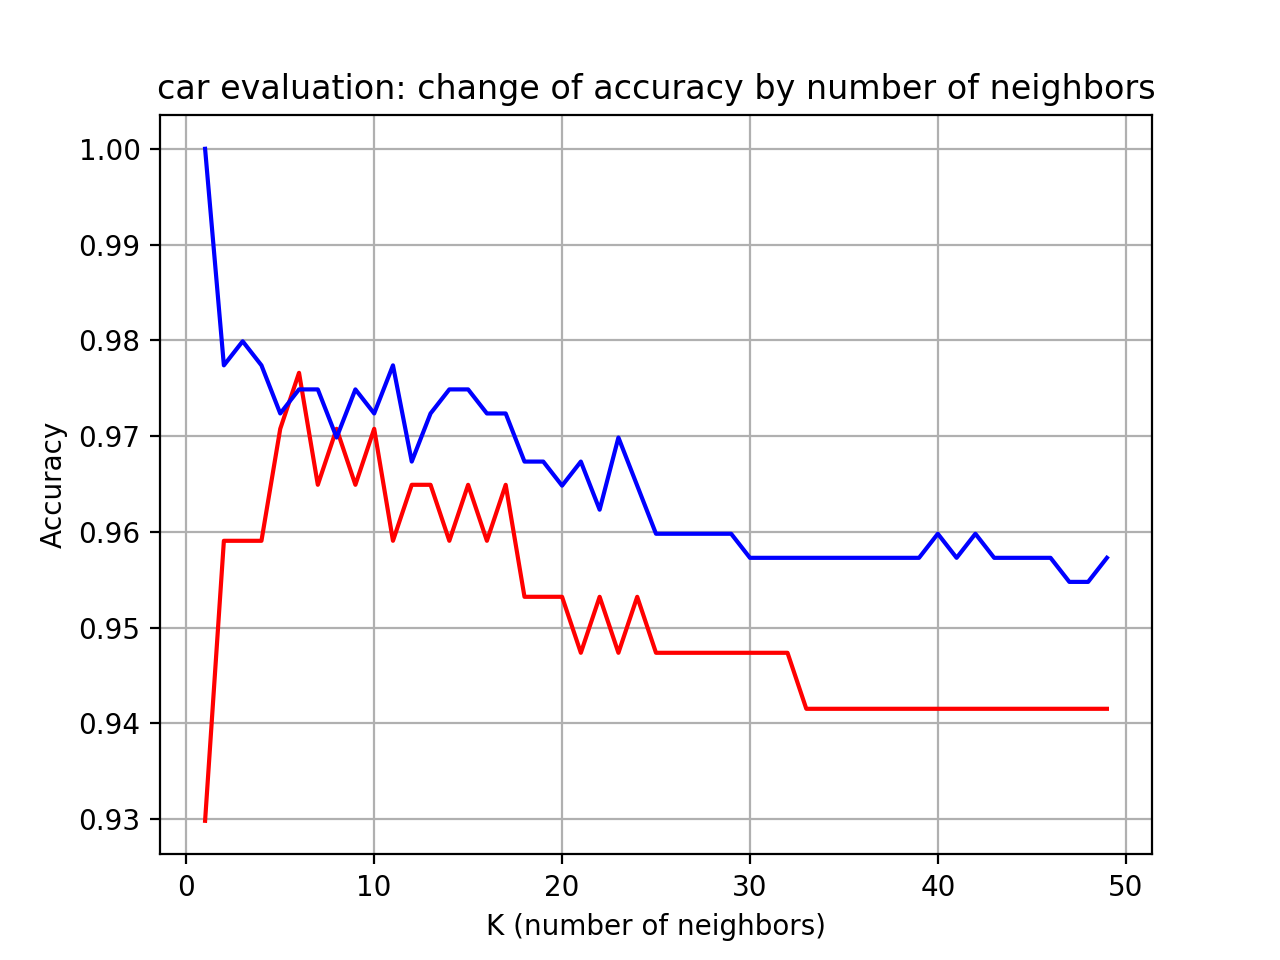 car evaluation: change of accuracy by number of neighbors
1.00
0.99
0.98
0.97
0.96
0.95
0.94
0.93
Accuracy
0 10 20 30 40 50
K (number of neighbors)